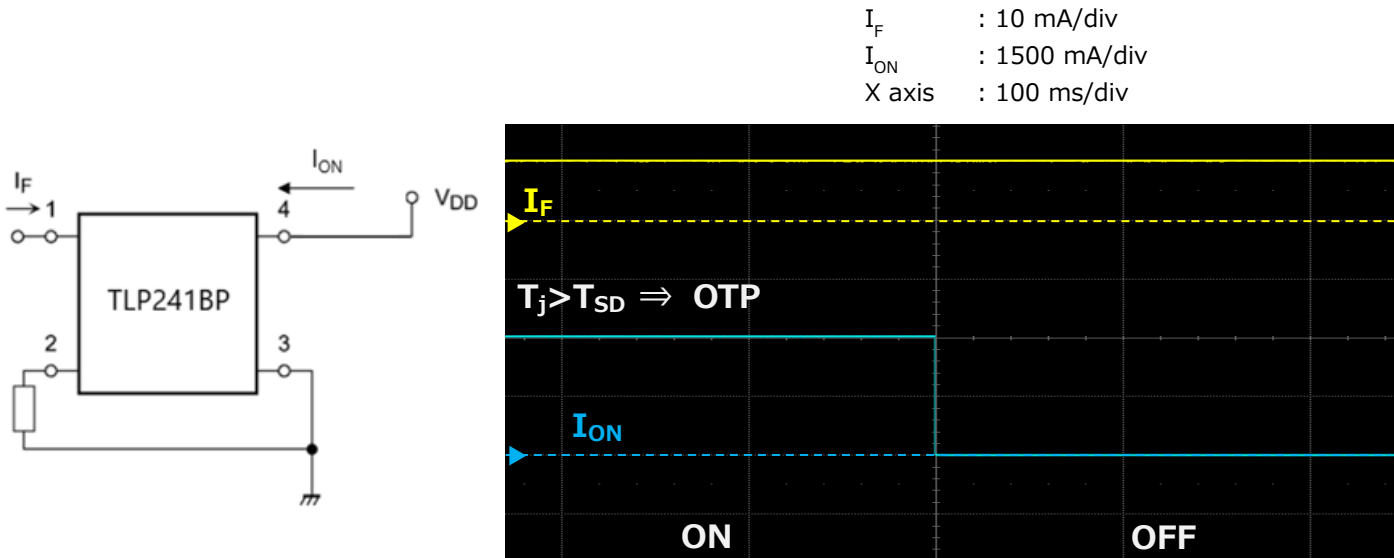 I_F : 10 mA/div
I_ON : 1500 mA/div
X axis : 100 ms/div
I_F
1
I_ON
4
V_DD
TLP241BP
2
3
I_F
T_j>T_SD ⇒ OTP
I_ON
ON OFF